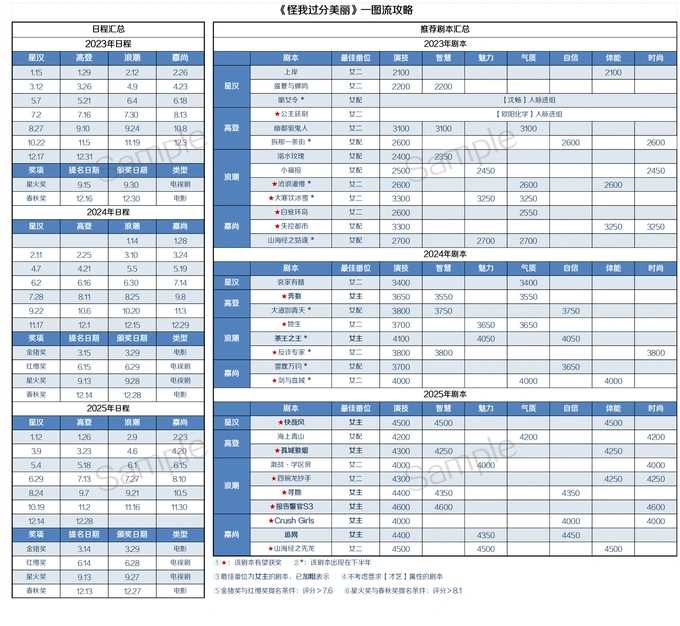 《怪我过分美丽》一图流攻略
日程汇总
2023年日程
星汉 高登 浪潮 嘉尚
1.15 1.29 2.12 2.26
3.12 3.26 4.9 4.23
5.7 5.21 6.4 6.18
7.2 7.16 7.30 8.13
8.27 9.10 9.24 10.8
10.22 11.5 11.19 12.3
12.17 12.31
奖项 提名日期 颁奖日期 类型
星火奖 9.15 9.30 电视剧
春秋奖 12.16 12.30 电影
2024年日程
星汉 高登 浪潮 嘉尚
1.14 1.28
2.11 2.25 3.10 3.24
4.7 4.21 5.5 5.19
6.2 6.16 6.30 7.14
7.28 8.11 8.25 9.8
9.22 10.6 10.20 11.3
11.17 12.1 12.15 12.29
奖项 提名日期 颁奖日期 类型
金猪奖 3.15 3.29 电影
红缨奖 6.15 6.29 电视剧
星火奖 9.13 9.28 电视剧
春秋奖 12.14 12.28 电影
2025年日程
星汉 高登 浪潮 嘉尚
1.12 1.26 2.9 2.23
3.9 3.23 4.6 4.20
5.4 5.18 6.1 6.15
6.29 7.13 7.27 8.10
8.24 9.7 9.21 10.5
10.19 11.2 11.16 11.30
12.14 12.28
奖项 提名日期 颁奖日期 类型
金猪奖 3.14 3.29 电影
红缨奖 6.14 6.28 电视剧
星火奖 9.13 9.27 电视剧
春秋奖 12.13 12.27 电影
推荐剧本汇总
2023年剧本
剧本 最佳番位 演技 智慧 魅力 气质 自信 体能 时尚
星汉
上岸 女二 2100 2100
盛夏与蝉鸣 女二 2200 2200
嫡女令 * 女配 【沈畅】人脉进组
高登
★公主廷尉 女二 【欧阳化学】人脉进组
幽都驱鬼人 女二 3100 3100 3100
拆那一条街 * 女配 2600 2600 2600
浪潮
溺水玫瑰 女配 2400 2350
小福报 女配 2500 2450 2450
★沧浪濯缨 * 女二 2600 2600 2600
★大寒饮冰雪 * 女配 3300 3250 3250
嘉尚
★白昼环岛 女二 2600 2550
★失控都市 女配 3300 3250 3250
山海经之姑逢 * 女配 2700 2700 2700
2024年剧本
剧本 最佳番位 演技 智慧 魅力 气质 自信 体能 时尚
星汉
哀家有囍 女二 3400 3400
高登
★奔狼 女主 3650 3550 3550
大道如青天 * 女配 3800 3750 3750
浪潮
★隐生 女二 3700 3650 3650
茶王之王 * 女主 4100 4050 4050
★反诈专家 * 女二 3800 3800 3800
嘉尚
雷霆万钧 * 女配 3700 3650
★剑与血城 * 女二 4000 4000 4000
2025年剧本
剧本 最佳番位 演技 智慧 魅力 气质 自信 体能 时尚
星汉
★快哉风 女主 4500 4500 4500
高登
海上青山 女配 4200 4200 4200
★孤城狼烟 女主 4300 4250 4250
浪潮
激战·学区房 女二 4000 4000 4000
★四碗龙抄手 女二 4300 4250 4250
★寻隐 女主 4400 4350 4350
★报告警官S3 女主 4600 4600 4600
嘉尚
★Crush Girls 女主 4000 4000 4000
追网 女主 4400 4350 4450
★山海经之先龙 女二 4500 4500 4500
①★：该剧本有望获奖 ②*：该剧本出现在下半年
③最佳番位为女主的剧本，已加粗表示 ④不考虑要求【才艺】属性的剧本
⑤金猪奖与红缨奖提名条件：评分>7.6 ⑥星火奖与春秋奖提名条件：评分>8.1
Sample
Sample
Sample
Sample